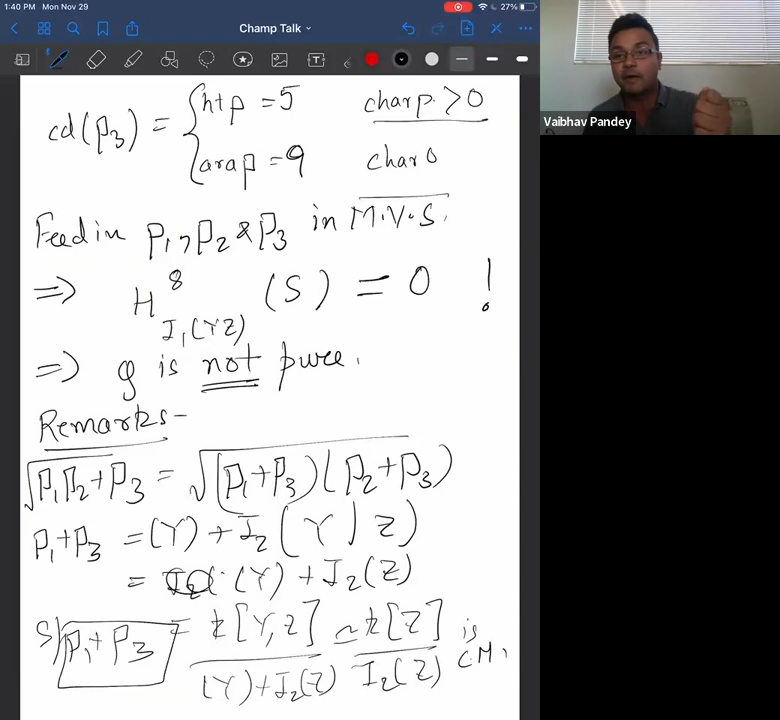 1:40 PM Mon Nov 29
27%
Champ Talk
Vaibhav Pandey
cd(P₃) = { ht p = 5 char p. > 0
{ ara p = 9 char 0
Feed in P₁, P₂ & P₃ in M.V.S.
⇒ H⁸_{I₁(YZ)} (S) = 0 !
⇒ φ is not pure.
Remarks-
√P₁P₂+P₃ = √(P₁+P₃)(P₂+P₃)
P₁+P₃ = (Y) + I₂(Y|Z)
= (Y) + I₂(Z)
S/P₁+P₃ = k[Y,Z]/(Y)+I₂(Z) ≃ k[Z]/I₂(Z) is C.M.